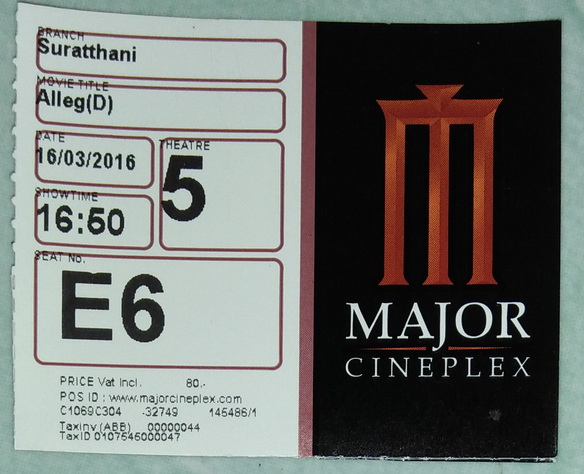 BRANCH
Suratthani
MOVIE TITLE
Alleg(D)
DATE
16/03/2016
THEATRE
5
SHOWTIME
16:50
SEAT No.
E6
PRICE Vat Incl. 80.-
POS ID : www.majorcineplex.com
C1069C304 -32749 145486/1
TaxInv (ABB) 00000044
TaxID 0107545000047
MAJOR
CINEPLEX